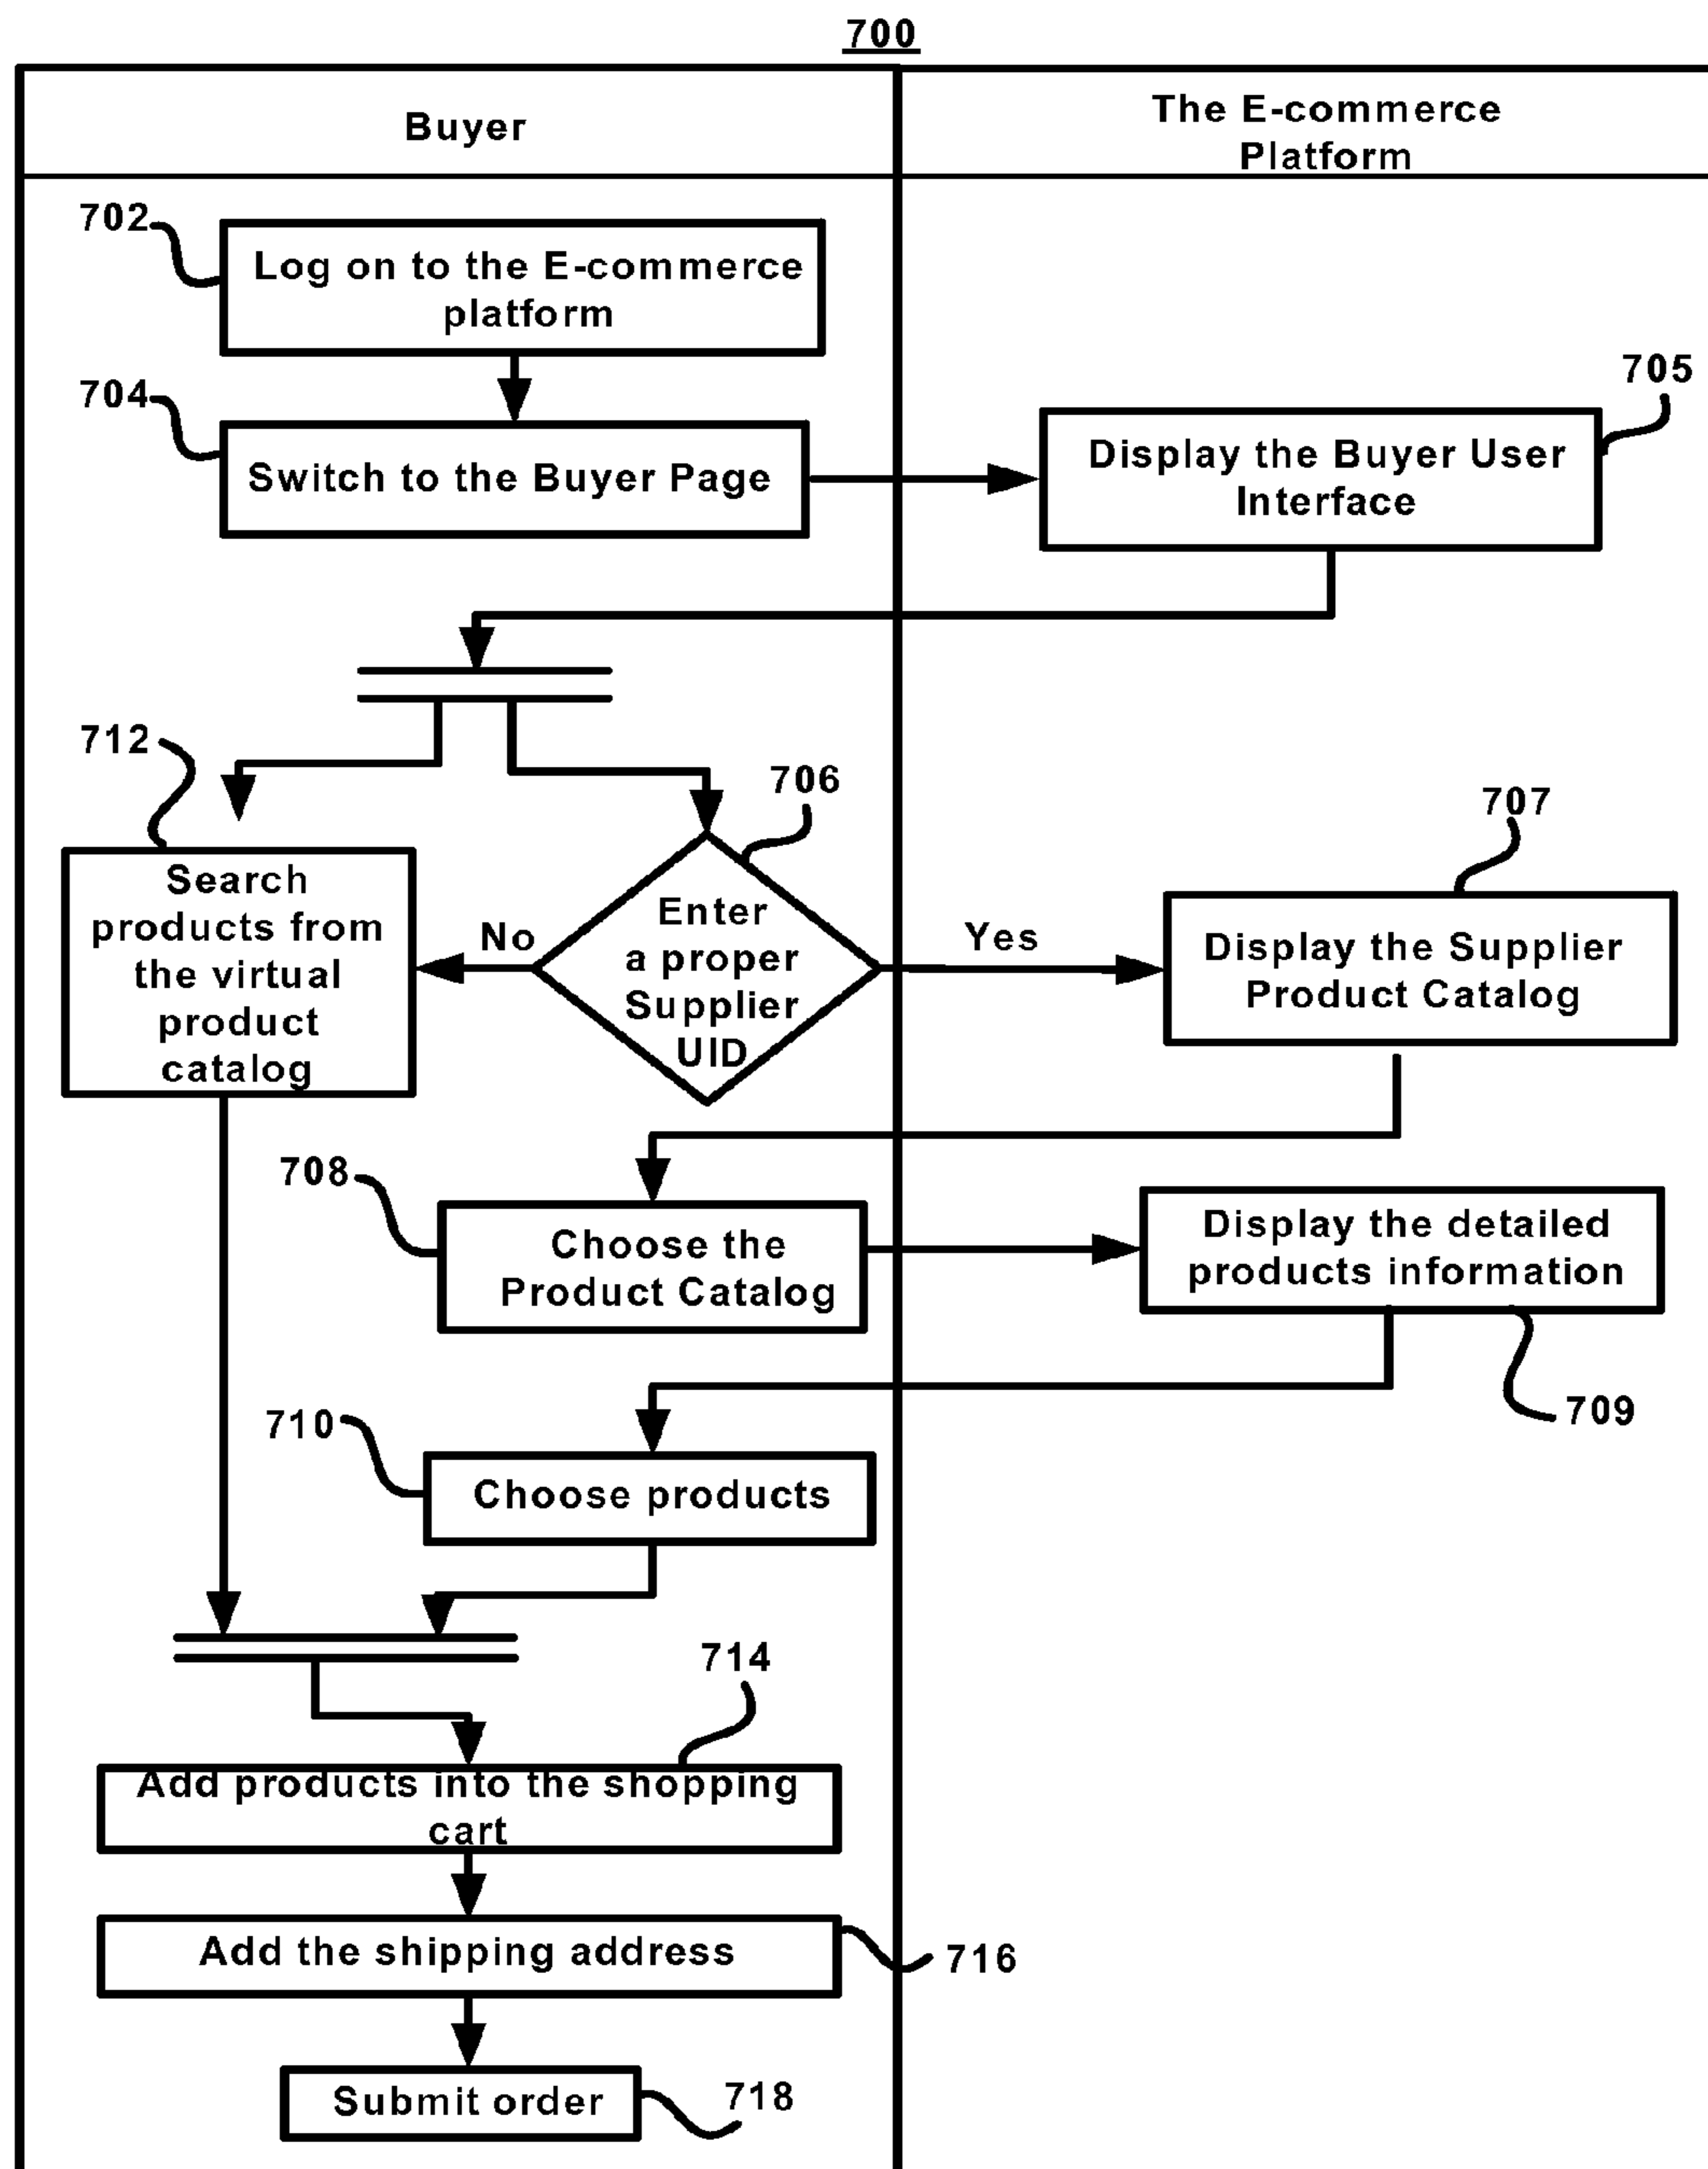 700
Buyer
The E-commerce
Platform
702
Log on to the E-commerce
platform
704
Switch to the Buyer Page
705
Display the Buyer User
Interface
712
Search
products from
the virtual
product
catalog
706
Enter
a proper
Supplier
UID
No
Yes
707
Display the Supplier
Product Catalog
708
Choose the
Product Catalog
Display the detailed
products information
709
710
Choose products
714
Add products into the shopping
cart
Add the shipping address
716
Submit order
718